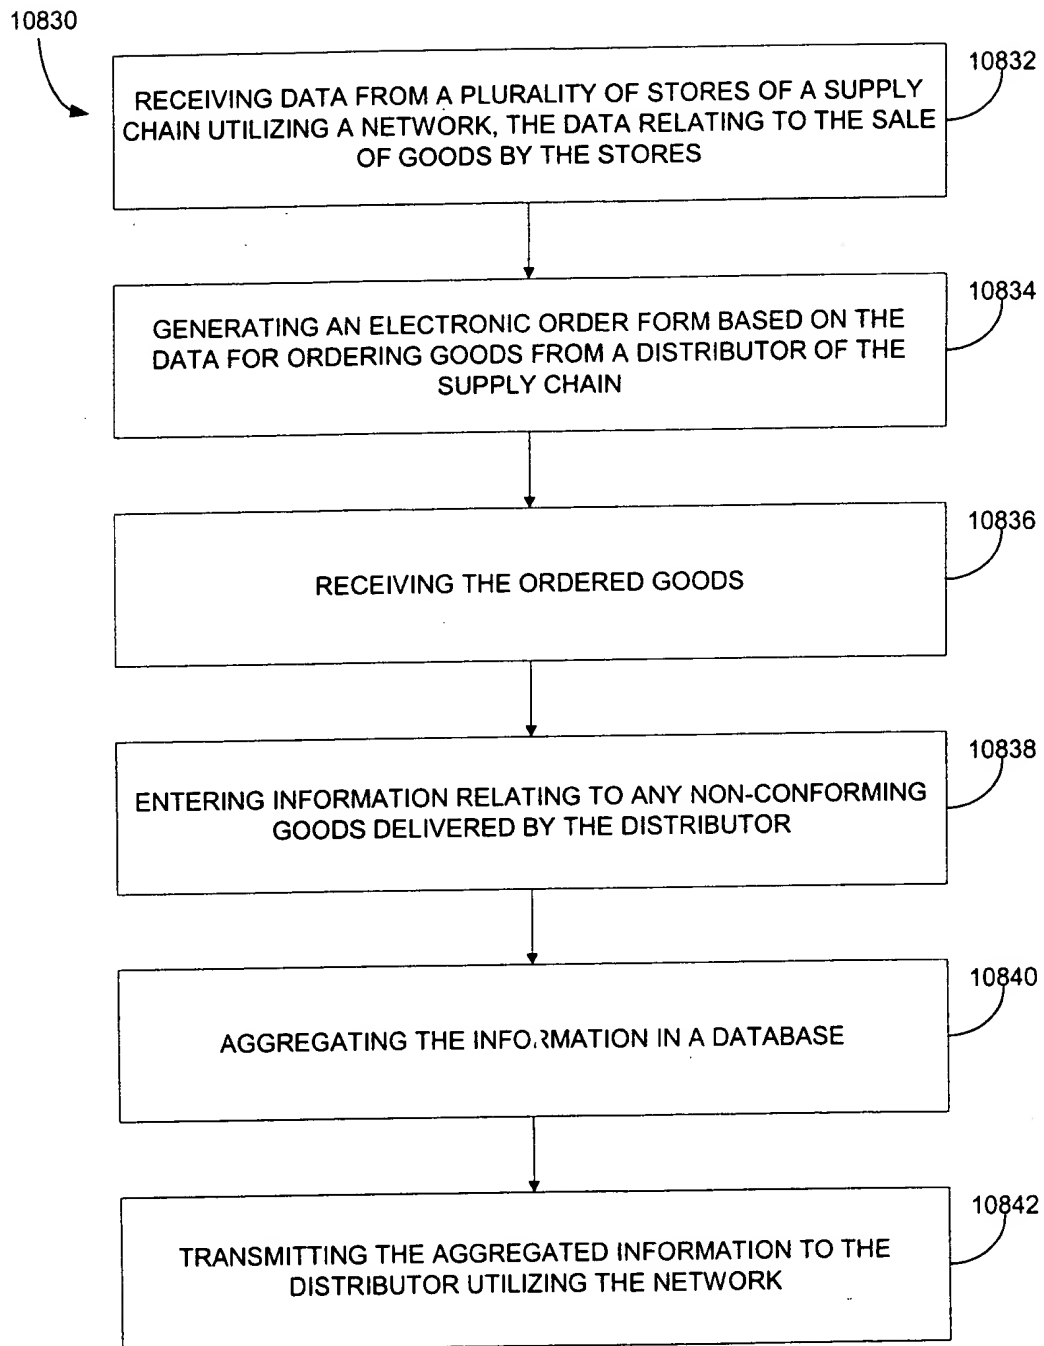 10830
10832
RECEIVING DATA FROM A PLURALITY OF STORES OF A SUPPLY
CHAIN UTILIZING A NETWORK, THE DATA RELATING TO THE SALE
OF GOODS BY THE STORES
10834
GENERATING AN ELECTRONIC ORDER FORM BASED ON THE
DATA FOR ORDERING GOODS FROM A DISTRIBUTOR OF THE
SUPPLY CHAIN
10836
RECEIVING THE ORDERED GOODS
10838
ENTERING INFORMATION RELATING TO ANY NON-CONFORMING
GOODS DELIVERED BY THE DISTRIBUTOR
10840
AGGREGATING THE INFORMATION IN A DATABASE
10842
TRANSMITTING THE AGGREGATED INFORMATION TO THE
DISTRIBUTOR UTILIZING THE NETWORK